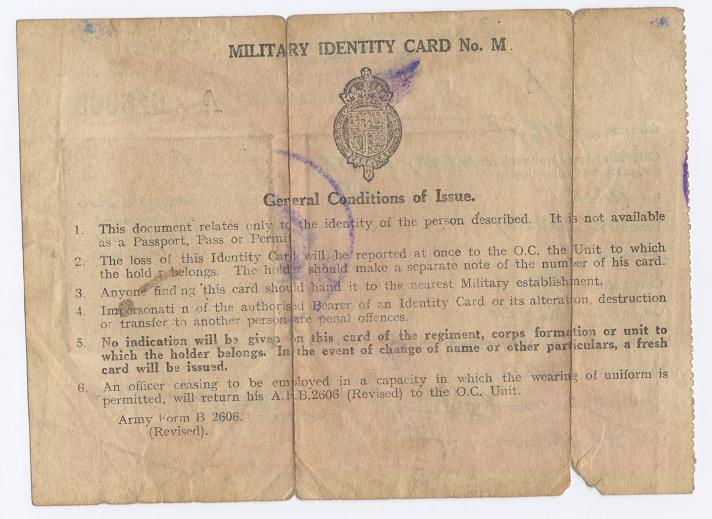 MILITARY IDENTITY CARD No. M
General Conditions of Issue.
1. This document relates only to the identity of the person described. It is not available
as a Passport, Pass or Permit.
2. The loss of this Identity Card will be reported at once to the O.C. the Unit to which
the hold r belongs. The holder should make a separate note of the number of his card.
3. Anyone find ng this card should hand it to the nearest Military establishment.
4. Impersonati n of the authorised Bearer of an Identity Card or its alteration, destruction
or transfer to another person are penal offences.
5. No indication will be given on this card of the regiment, corps formation or unit to
which the holder belongs. In the event of change of name or other particulars, a fresh
card will be issued.
6. An officer ceasing to be employed in a capacity in which the wearing of uniform is
permitted, will return his A.F.B.2606 (Revised) to the O.C. Unit.
Army Form B 2606.
(Revised).